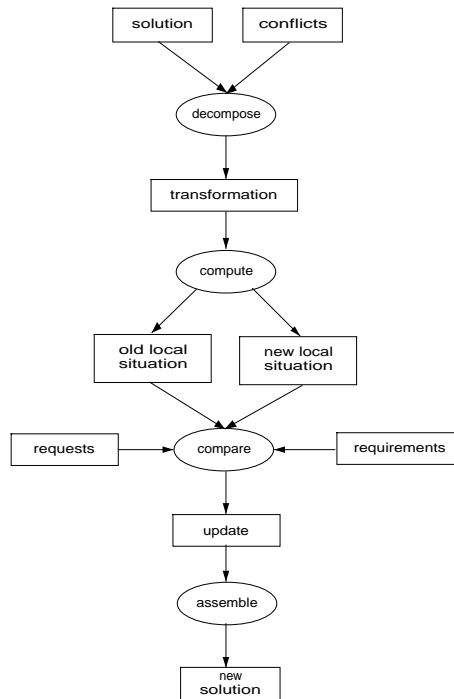 solution
conflicts
decompose
transformation
compute
old local
situation
new local
situation
requests
compare
requirements
update
assemble
new
solution